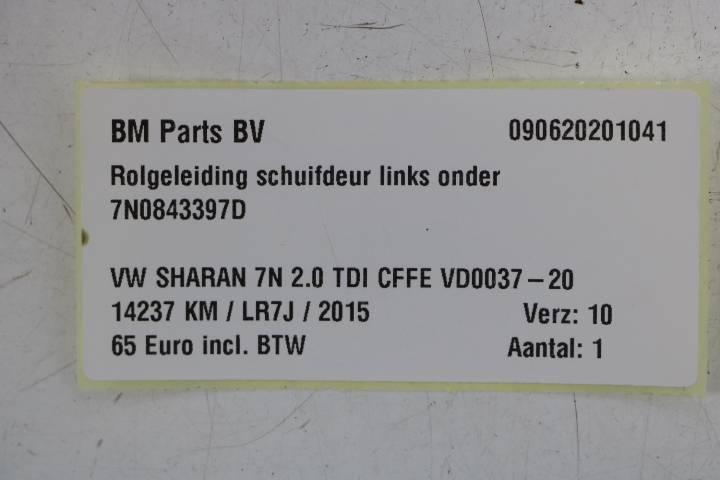 BM Parts BV 090620201041
Rolgeleiding schuifdeur links onder
7N0843397D
VW SHARAN 7N 2.0 TDI CFFE VD0037-20
14237 KM / LR7J / 2015 Verz: 10
65 Euro incl. BTW Aantal: 1